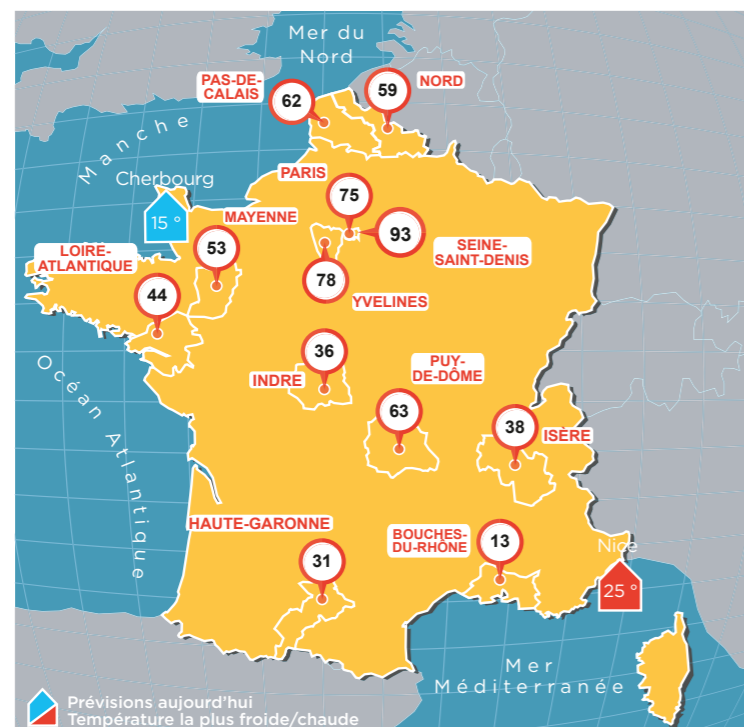 Mer du
Nord
PAS-DE-
CALAIS
62
59
NORD
Manche
PARIS
75
Cherbourg
15 °
MAYENNE
53
93
SEINE-
SAINT-DENIS
LOIRE-
ATLANTIQUE
44
78
YVELINES
36
INDRE
PUY-
DE-DÔME
63
38
ISÈRE
Océan Atlantique
HAUTE-GARONNE
31
BOUCHES-
DU-RHÔNE
13
Nice
25 °
Mer
Méditerranée
Prévisions aujourd'hui
Température la plus froide/chaude